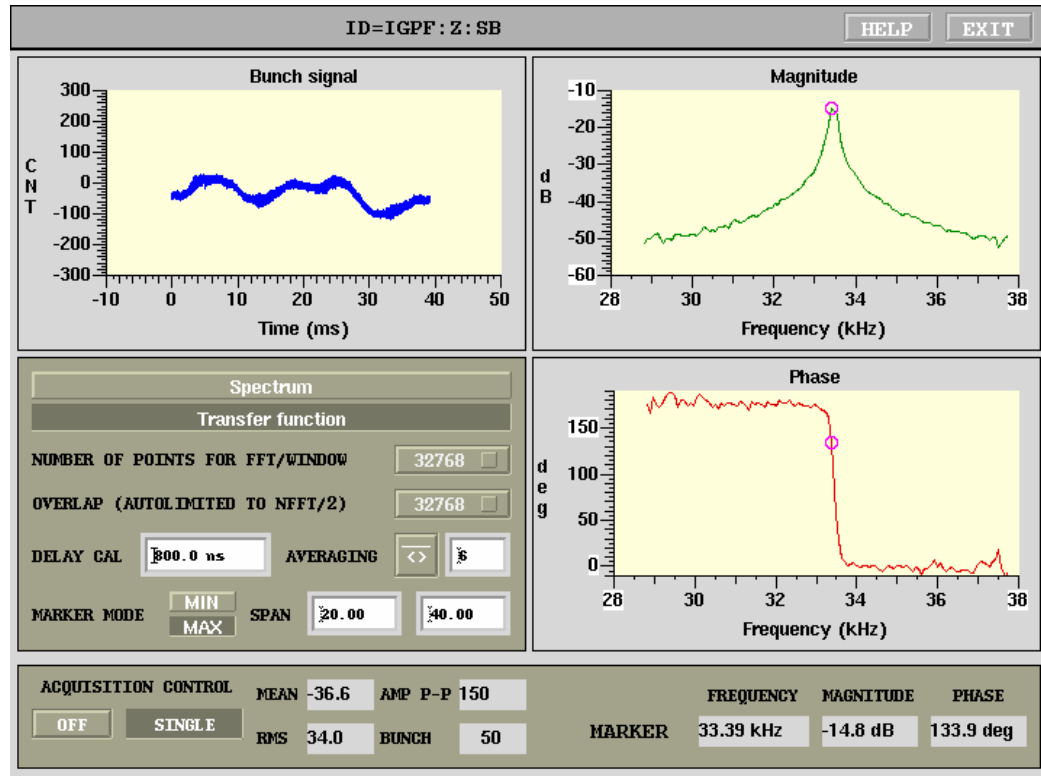 ID=IGPF:Z:SB
HELP
EXIT
Bunch signal
300
200
100
0
-100
-200
-300
CNT
-10 0 10 20 30 40 50
Time (ms)
Magnitude
-10
-20
-30
-40
-50
-60
dB
28 30 32 34 36 38
Frequency (kHz)
Spectrum
Transfer function
NUMBER OF POINTS FOR FFT/WINDOW 32768
OVERLAP (AUTOLIMITED TO NFFT/2) 32768
DELAY CAL 800.0 ns AVERAGING <> 6
MARKER MODE MIN MAX SPAN 20.00 40.00
Phase
150
100
50
0
deg
28 30 32 34 36 38
Frequency (kHz)
ACQUISITION CONTROL
OFF SINGLE
MEAN -36.6 AMP P-P 150
RMS 34.0 BUNCH 50
FREQUENCY MAGNITUDE PHASE
MARKER 33.39 kHz -14.8 dB 133.9 deg